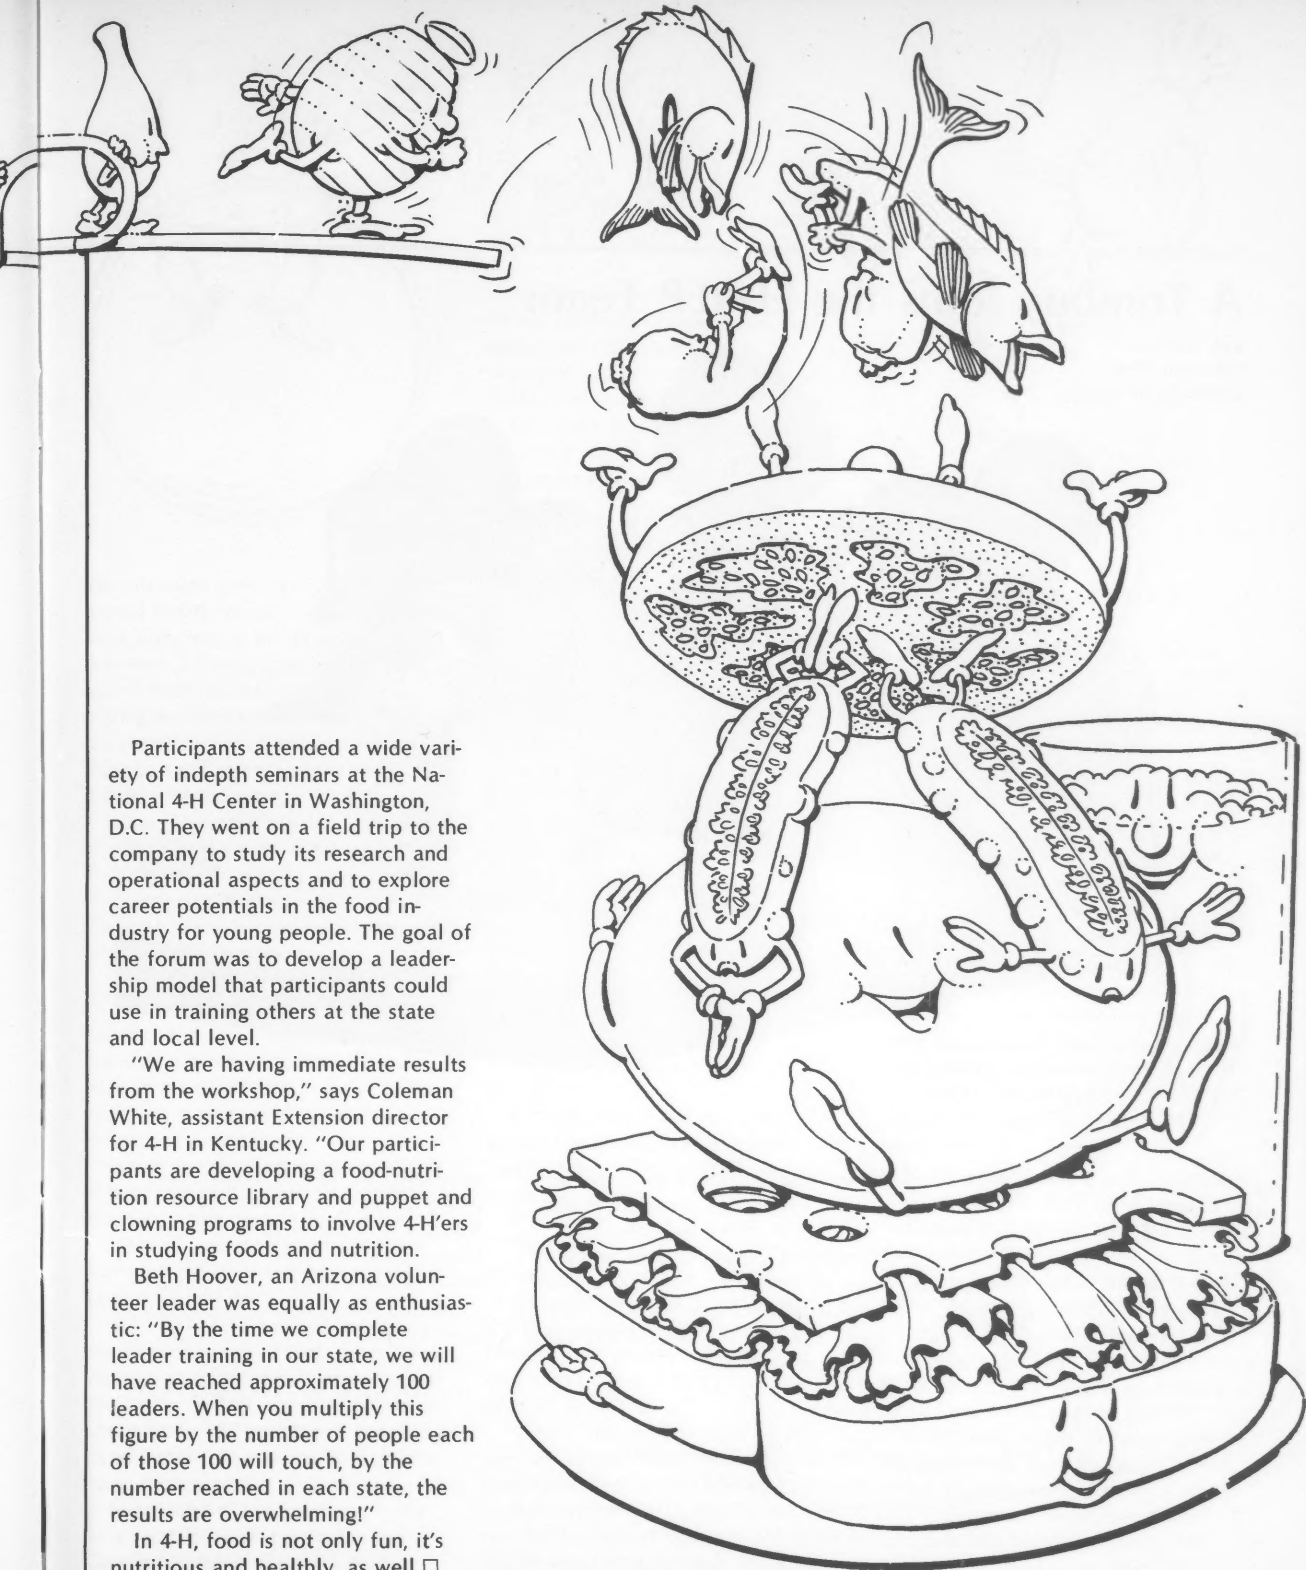 Participants attended a wide vari-
ety of indepth seminars at the Na-
tional 4-H Center in Washington,
D.C. They went on a field trip to the
company to study its research and
operational aspects and to explore
career potentials in the food in-
dustry for young people. The goal of
the forum was to develop a leader-
ship model that participants could
use in training others at the state
and local level.
"We are having immediate results
from the workshop," says Coleman
White, assistant Extension director
for 4-H in Kentucky. "Our partici-
pants are developing a food-nutri-
tion resource library and puppet and
clowning programs to involve 4-H'ers
in studying foods and nutrition.
Beth Hoover, an Arizona volun-
teer leader was equally as enthusias-
tic: "By the time we complete
leader training in our state, we will
have reached approximately 100
leaders. When you multiply this
figure by the number of people each
of those 100 will touch, by the
number reached in each state, the
results are overwhelming!"
In 4-H, food is not only fun, it's
nutritious and healthly, as well □